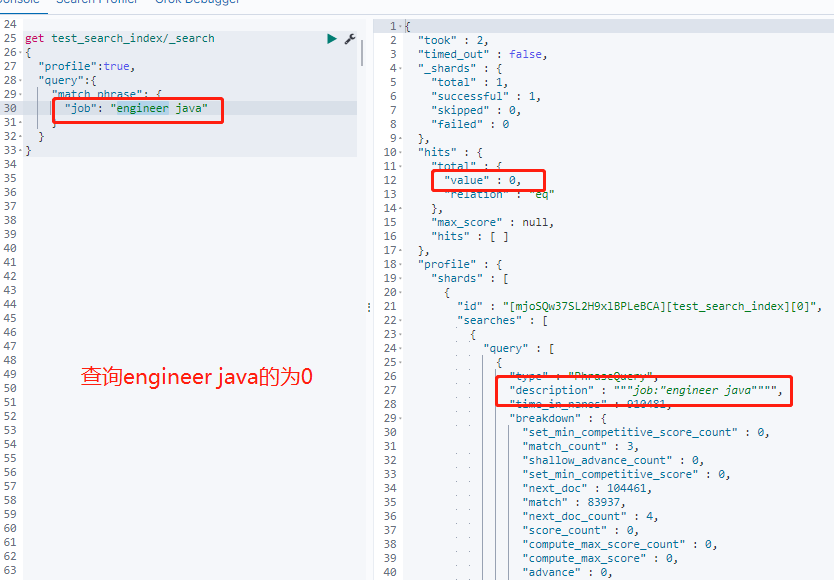 Console Search Profiler Grok Debugger
24
25 get test_search_index/_search
26 {
27 "profile":true,
28 "query":{
29 "match_phrase": {
30 "job": "engineer java"
31 }
32 }
33 }
34
35
36
37
38
39
40
41
42
43
44
45
46
47
48
49
50
51
52
53
54
55
56
57
58
59
60
61
62
63
查询engineer java的为0
1 {
2 "took" : 2,
3 "timed_out" : false,
4 "_shards" : {
5 "total" : 1,
6 "successful" : 1,
7 "skipped" : 0,
8 "failed" : 0
9 },
10 "hits" : {
11 "total" : {
12 "value" : 0,
13 "relation" : "eq"
14 },
15 "max_score" : null,
16 "hits" : [ ]
17 },
18 "profile" : {
19 "shards" : [
20 {
21 "id" : "[mjoSQw37SL2H9xlBPLeBCA][test_search_index][0]",
22 "searches" : [
23 {
24 "query" : [
25 {
26 "type" : "PhraseQuery",
27 "description" : """job:"engineer java"""",
28 "time_in_nanos" : 910481,
29 "breakdown" : {
30 "set_min_competitive_score_count" : 0,
31 "match_count" : 3,
32 "shallow_advance_count" : 0,
33 "set_min_competitive_score" : 0,
34 "next_doc" : 104461,
35 "match" : 83937,
36 "next_doc_count" : 4,
37 "score_count" : 0,
38 "compute_max_score_count" : 0,
39 "compute_max_score" : 0,
40 "advance" : 0,